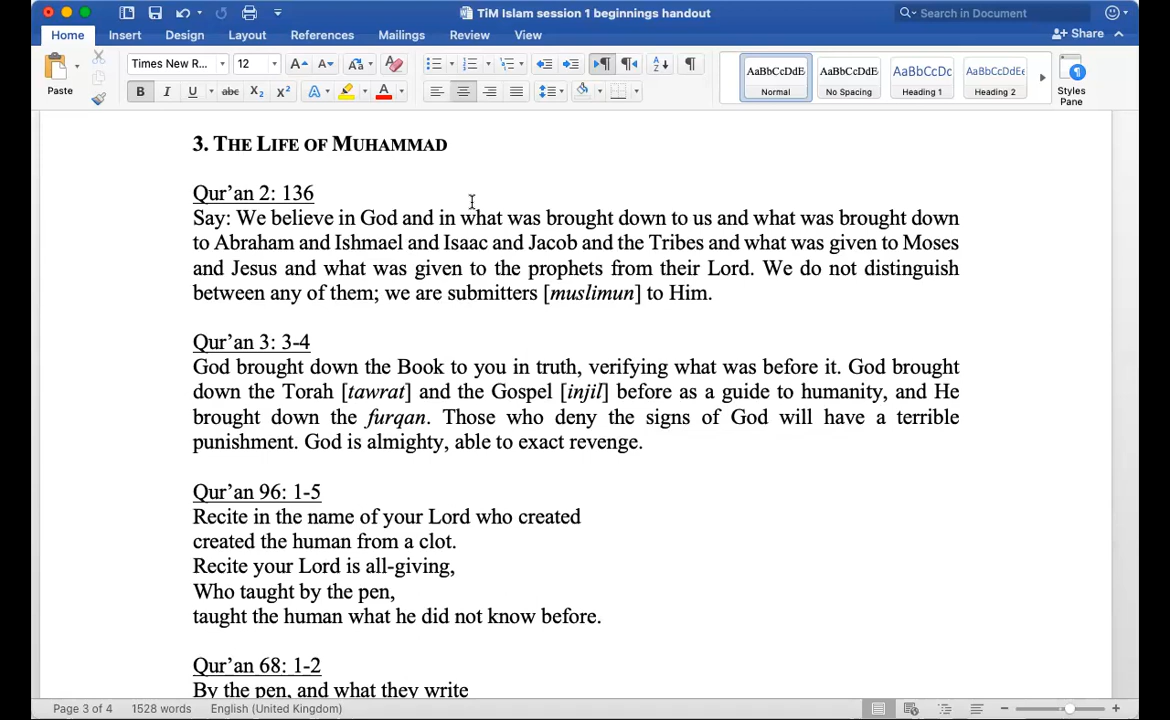 TiM Islam session 1 beginnings handout
Search in Document
Home Insert Design Layout References Mailings Review View
Share
Paste
Times New R...
12
B I U abc X₂ X²
AaBbCcDdE
Normal
AaBbCcDdE
No Spacing
AaBbCcDc
Heading 1
AaBbCcDdEe
Heading 2
Styles
Pane
3. THE LIFE OF MUHAMMAD
Qur’an 2: 136
Say: We believe in God and in what was brought down to us and what was brought down
to Abraham and Ishmael and Isaac and Jacob and the Tribes and what was given to Moses
and Jesus and what was given to the prophets from their Lord. We do not distinguish
between any of them; we are submitters [muslimun] to Him.
Qur’an 3: 3-4
God brought down the Book to you in truth, verifying what was before it. God brought
down the Torah [tawrat] and the Gospel [injil] before as a guide to humanity, and He
brought down the furqan. Those who deny the signs of God will have a terrible
punishment. God is almighty, able to exact revenge.
Qur’an 96: 1-5
Recite in the name of your Lord who created
created the human from a clot.
Recite your Lord is all-giving,
Who taught by the pen,
taught the human what he did not know before.
Qur’an 68: 1-2
By the pen, and what they write
Page 3 of 4 1528 words English (United Kingdom)